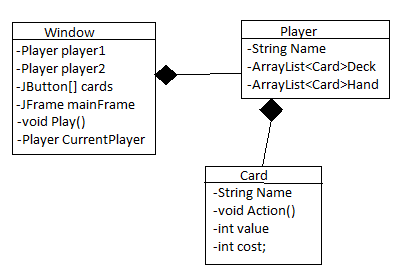 Window
-Player player1
-Player player2
-JButton[] cards
-JFrame mainFrame
-void Play()
-Player CurrentPlayer
Player
-String Name
-ArrayList<Card>Deck
-ArrayList<Card>Hand
Card
-String Name
-void Action()
-int value
-int cost;